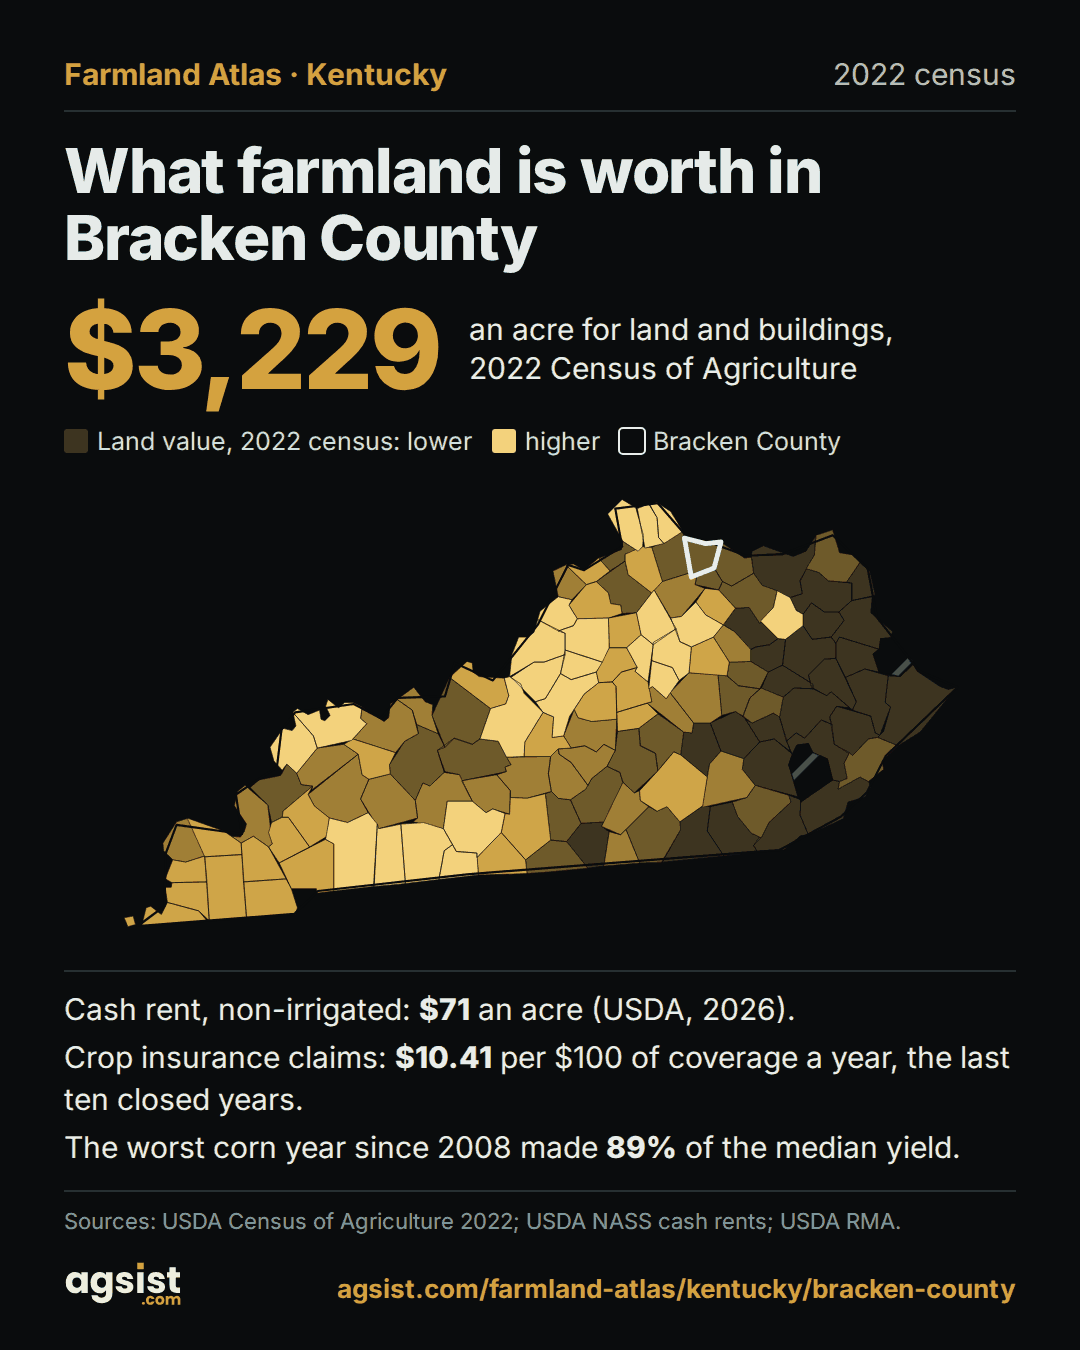 Farmland Atlas · Kentucky
2022 census
What farmland is worth in
Bracken County
$3,229
an acre for land and buildings,
2022 Census of Agriculture
Land value, 2022 census: lower
higher
Bracken County
Cash rent, non-irrigated: $71 an acre (USDA, 2026).
Crop insurance claims: $10.41 per $100 of coverage a year, the last
ten closed years.
The worst corn year since 2008 made 89% of the median yield.
Sources: USDA Census of Agriculture 2022; USDA NASS cash rents; USDA RMA.
agsist
.com
agsist.com/farmland-atlas/kentucky/bracken-county